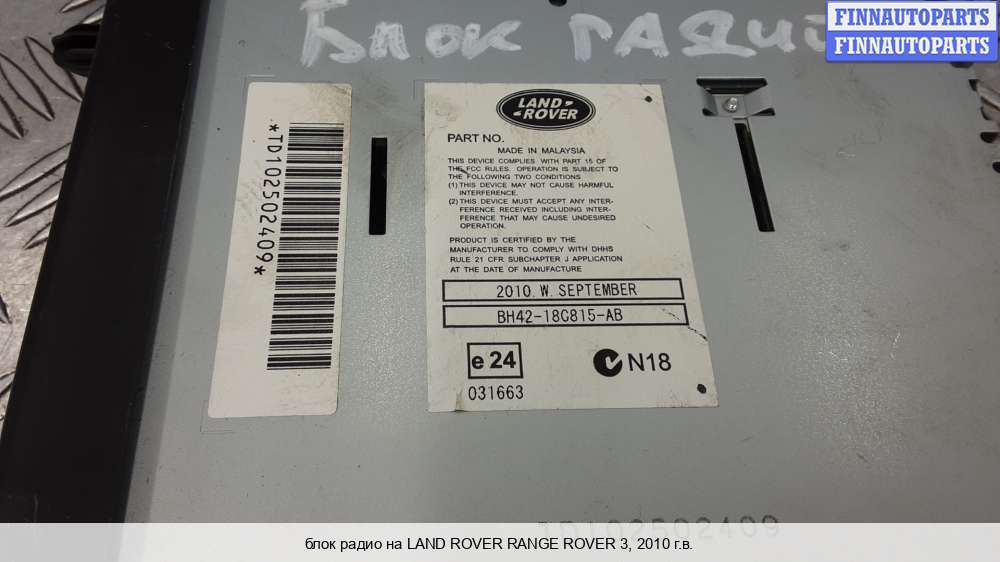 Блок радио
FINNAUTOPARTS
FINNAUTOPARTS
*TD102502409*
LAND
ROVER
PART NO.
MADE IN MALAYSIA
THIS DEVICE COMPLIES WITH PART 15 OF
THE FCC RULES. OPERATION IS SUBJECT TO
THE FOLLOWING TWO CONDITIONS
(1) THIS DEVICE MAY NOT CAUSE HARMFUL
INTERFERENCE.
(2) THIS DEVICE MUST ACCEPT ANY INTER-
FERENCE RECEIVED INCLUDING INTER-
FERENCE THAT MAY CAUSE UNDESIRED
OPERATION.
PRODUCT IS CERTIFIED BY THE
MANUFACTURER TO COMPLY WITH DHHS
RULE 21 CFR SUBCHAPTER J APPLICATION
AT THE DATE OF MANUFACTURE
2010. W. SEPTEMBER
BH42-18C815-AB
e24
N18
031663
TD102502409
блок радио на LAND ROVER RANGE ROVER 3, 2010 г.в.